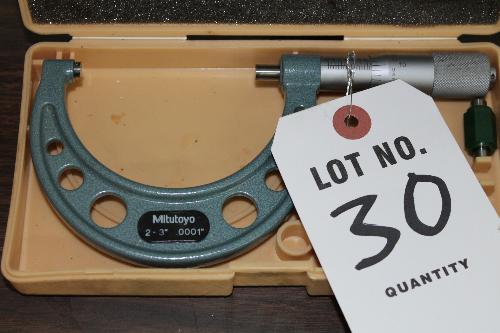 Mitutoyo
2-3" .0001"
LOT NO.
30
QUANTITY